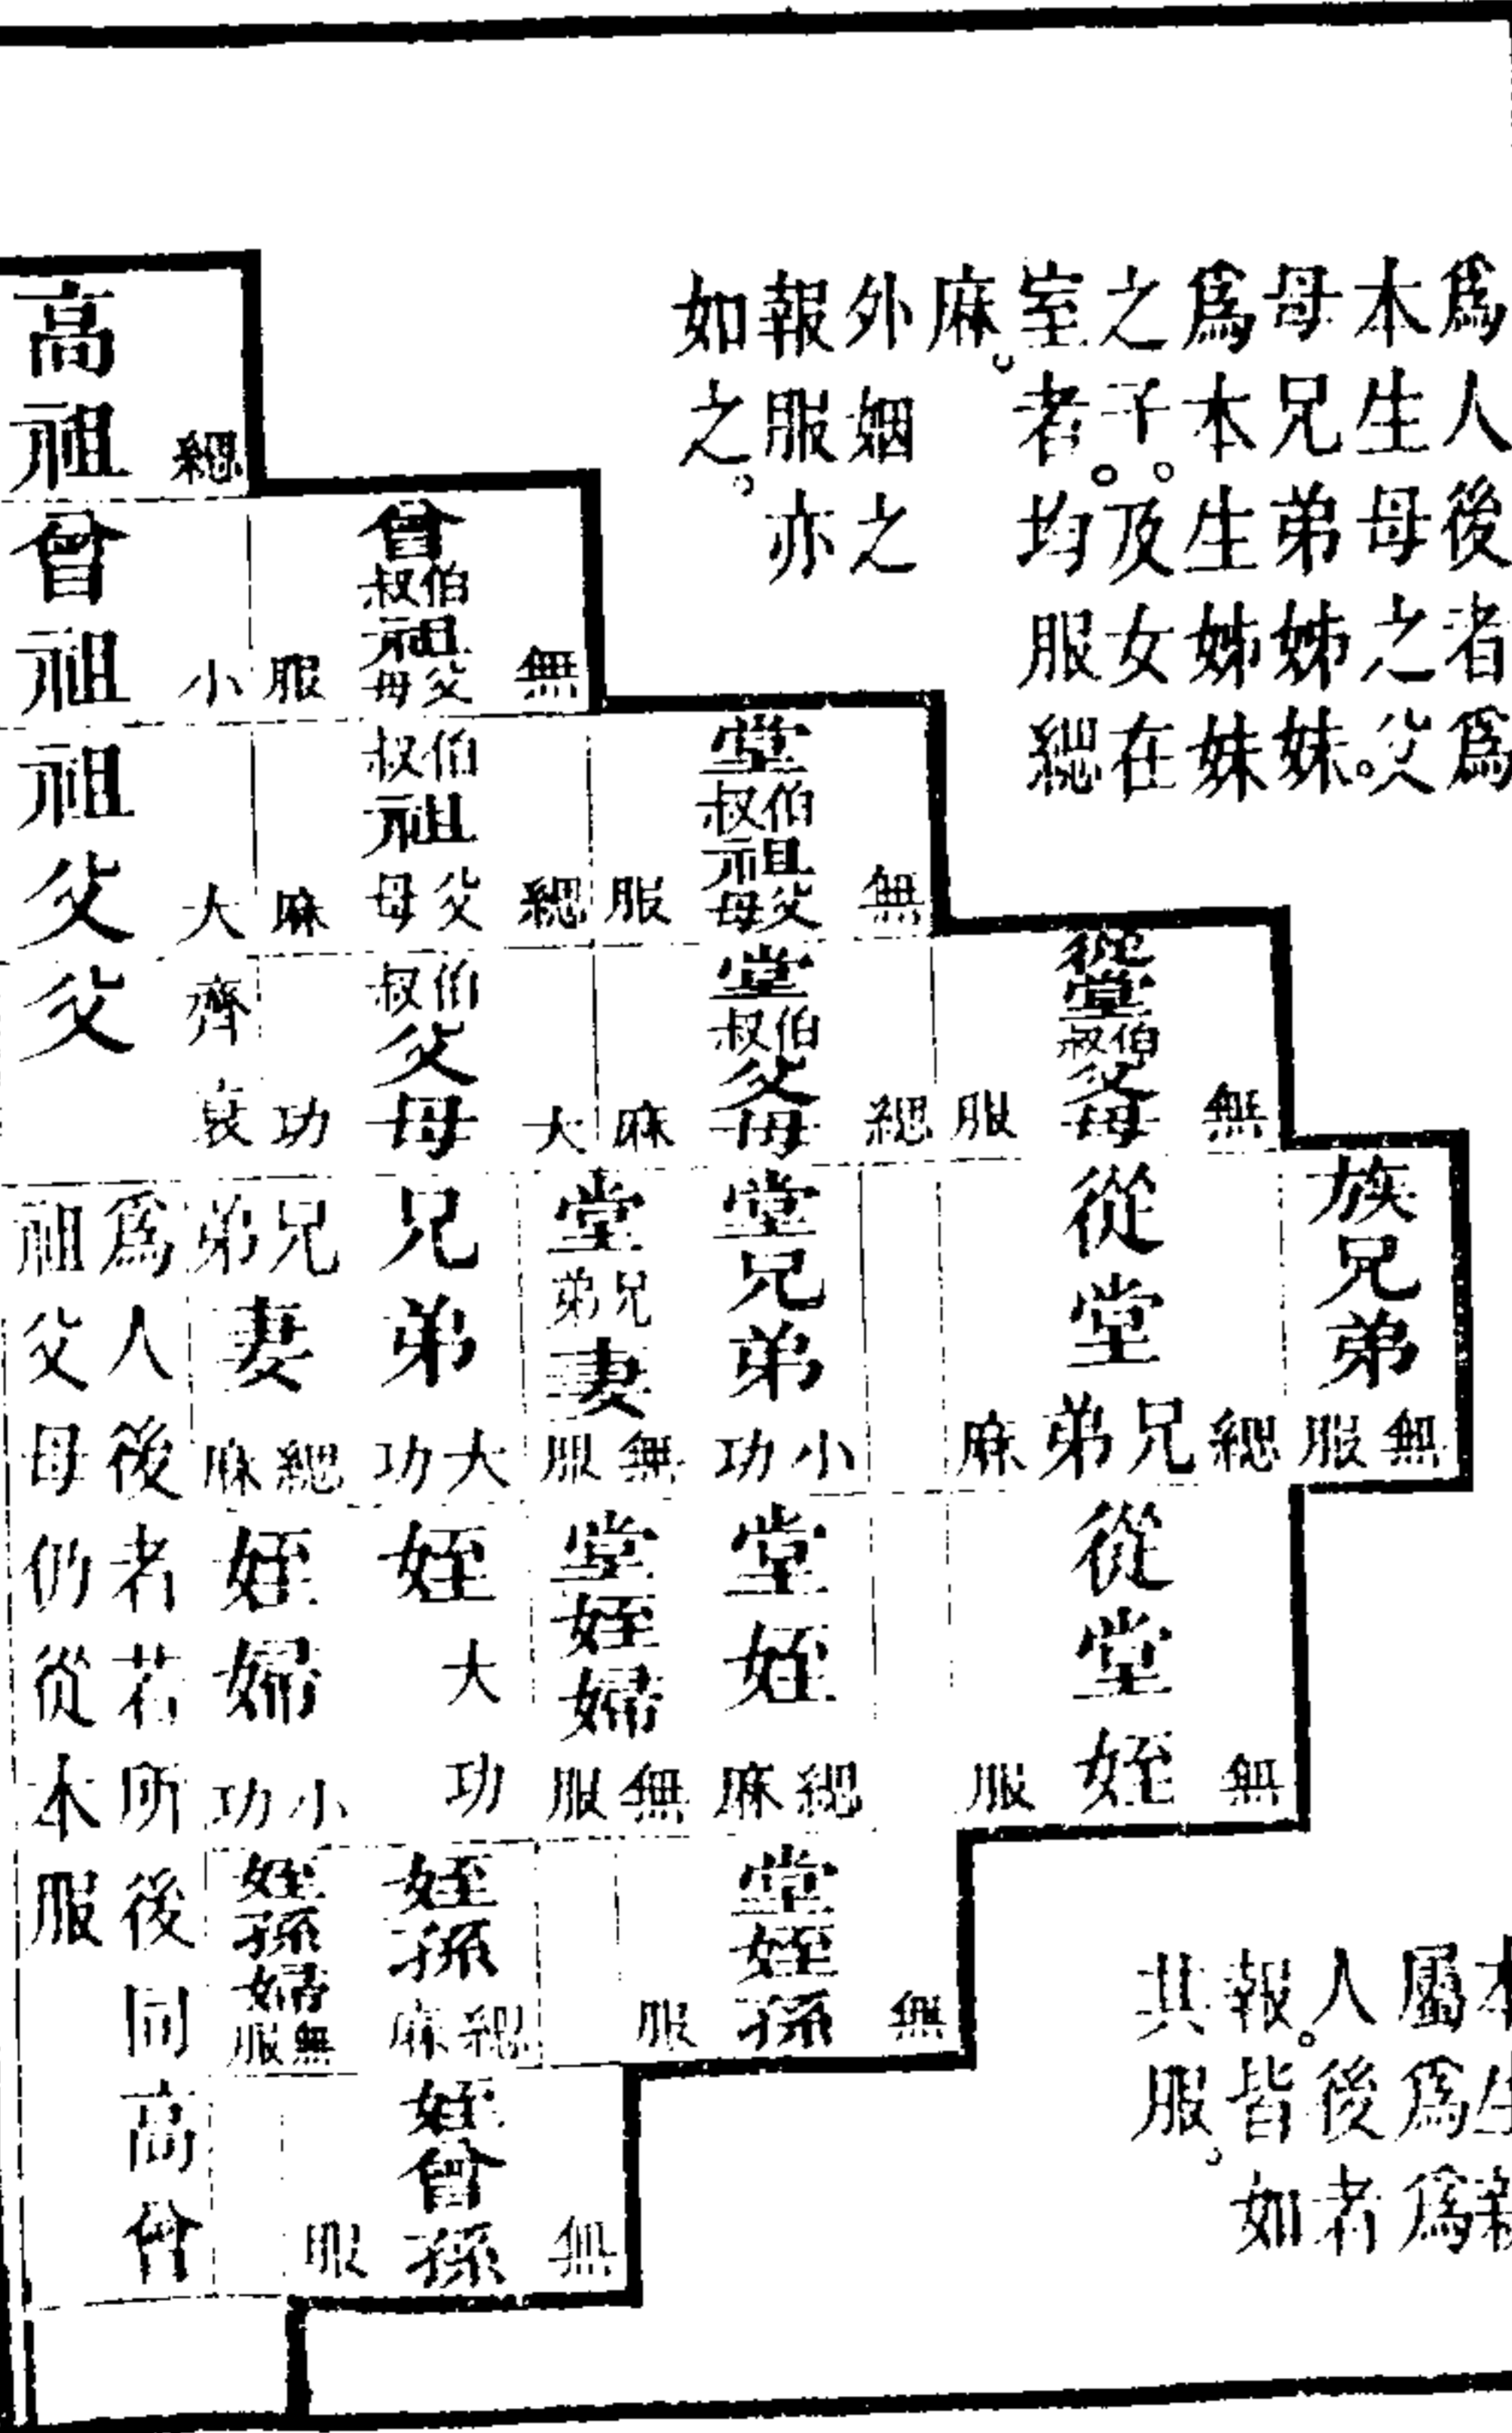 爲人後者爲
本生母之父
母兄弟姊妹。
爲本生姊妹
之子。及女在
室者。均服緦
麻。
外姻之
報服亦
如之。
本生親
屬爲爲
人後者
報。皆如
其服。
族兄弟 無服
從堂伯叔父母 無服
從堂兄弟 緦麻
從堂姪 無服
堂伯叔祖父母 無服
堂伯叔父母 緦麻
堂兄弟 小功
堂姪 緦麻
堂姪孫 無服
堂兄弟妻 無服
堂姪婦 無服
曾伯叔祖父母 無服
伯叔祖父母 緦麻
伯叔父母 大功
兄弟 大功
姪 大功
姪孫 緦麻
姪曾孫 無服
兄弟妻 緦麻
姪婦 小功
姪孫婦 無服
高祖 緦
曾祖 小
祖父 大
父 齊衰
爲人後者若所後同高曾
祖父母仍從本服